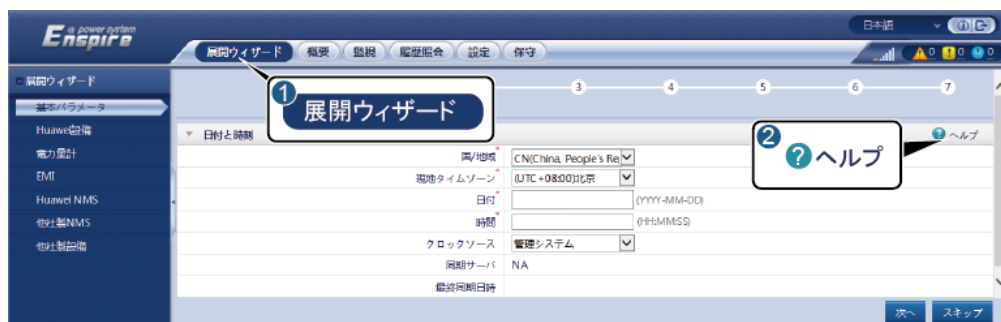 Enspire
e power system
日本語
展開ウィザード 概要 監視 履歴照会 設定 保守
0 0 0
展開ウィザード
基本パラメータ
Huawei設備
電力量計
EMI
Huawei NMS
他社製NMS
他社製設備
1
展開ウィザード
3 4 5 6 7
2
ヘルプ
日付と時刻
ヘルプ
国/地域* CN(China, People's Re
現地タイムゾーン* (UTC+08:00)北京
日付* (YYYY-MM-DD)
時間* (HH:MM:SS)
クロックソース 管理システム
同期サーバ NA
最終同期日時
次へ スキップ